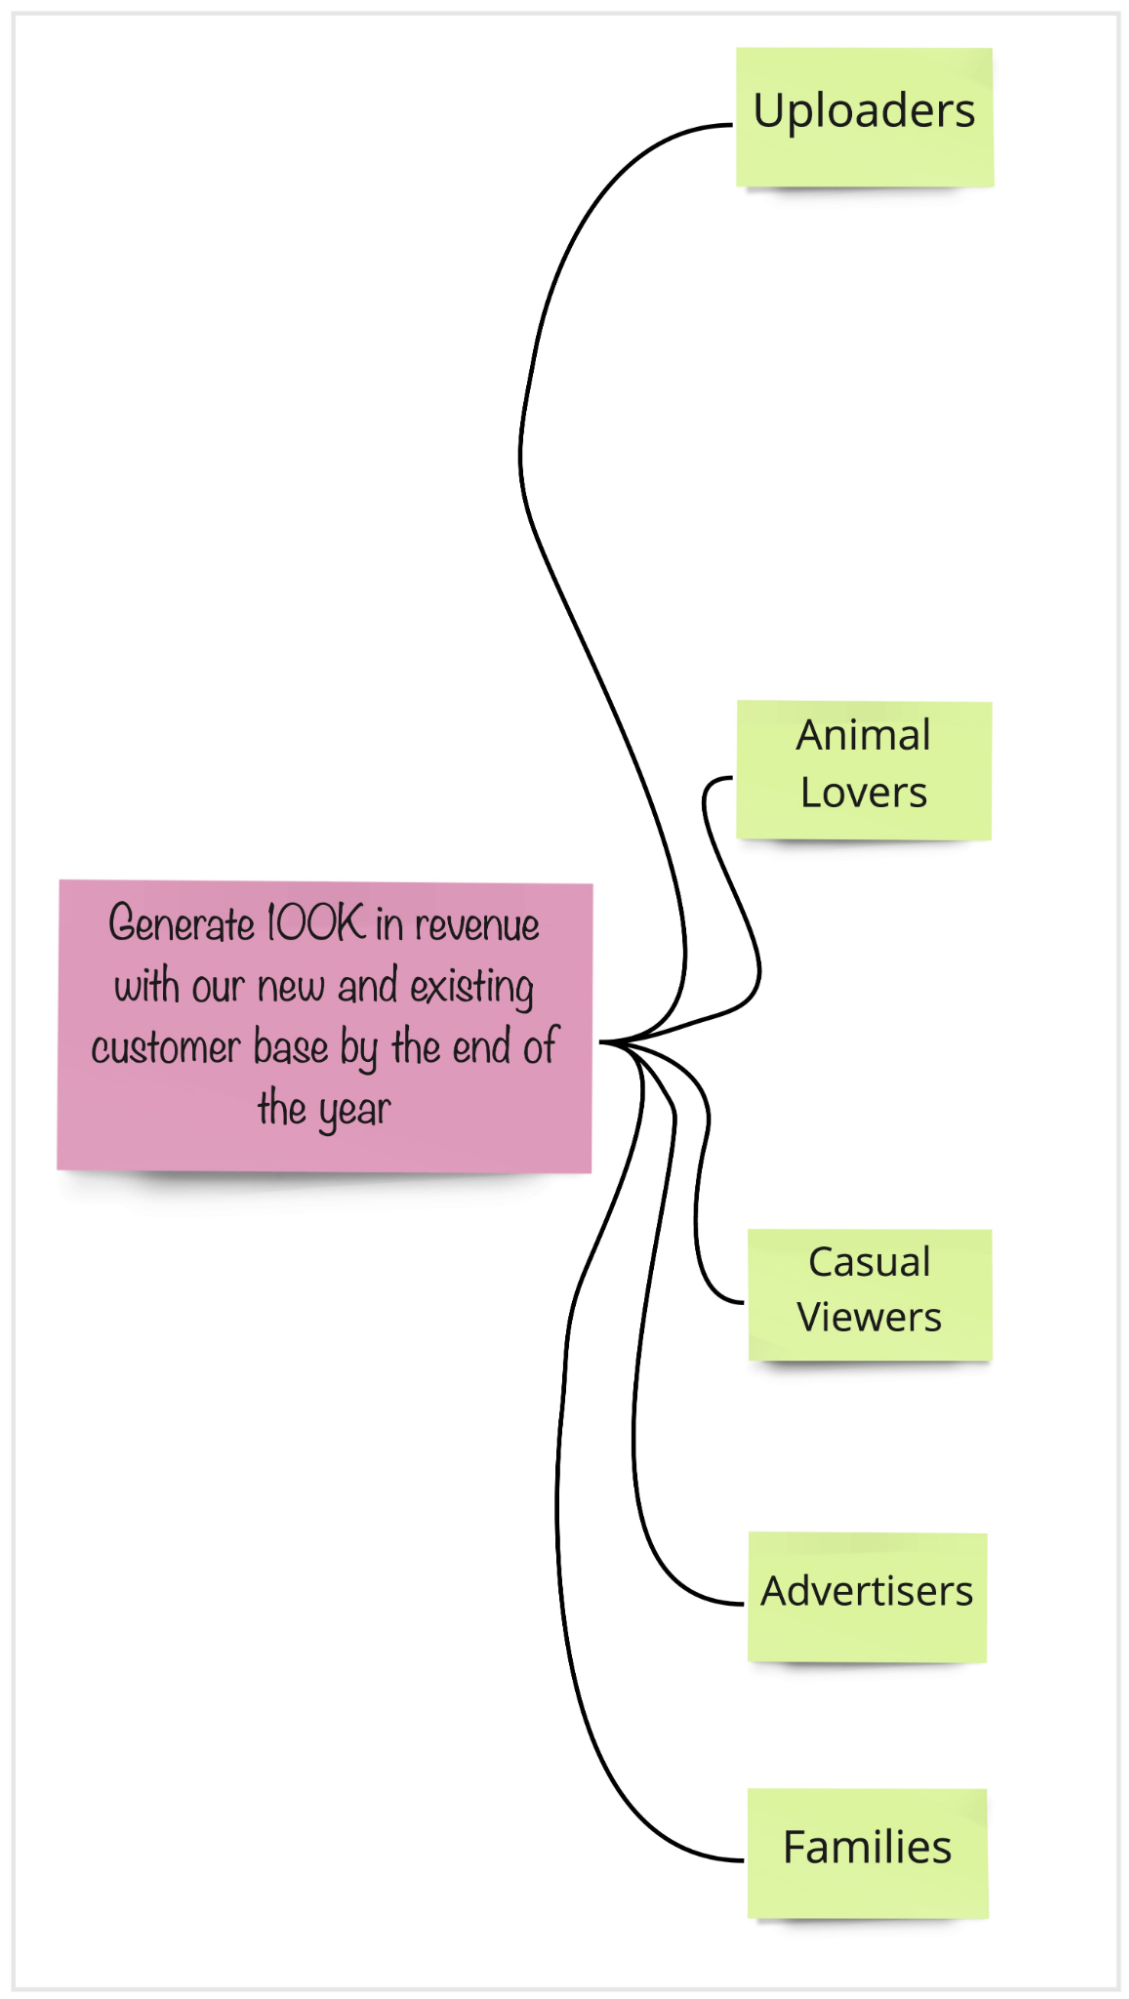 Uploaders
Animal
Lovers
Generate 100K in revenue
with our new and existing
customer base by the end of
the year
Casual
Viewers
Advertisers
Families